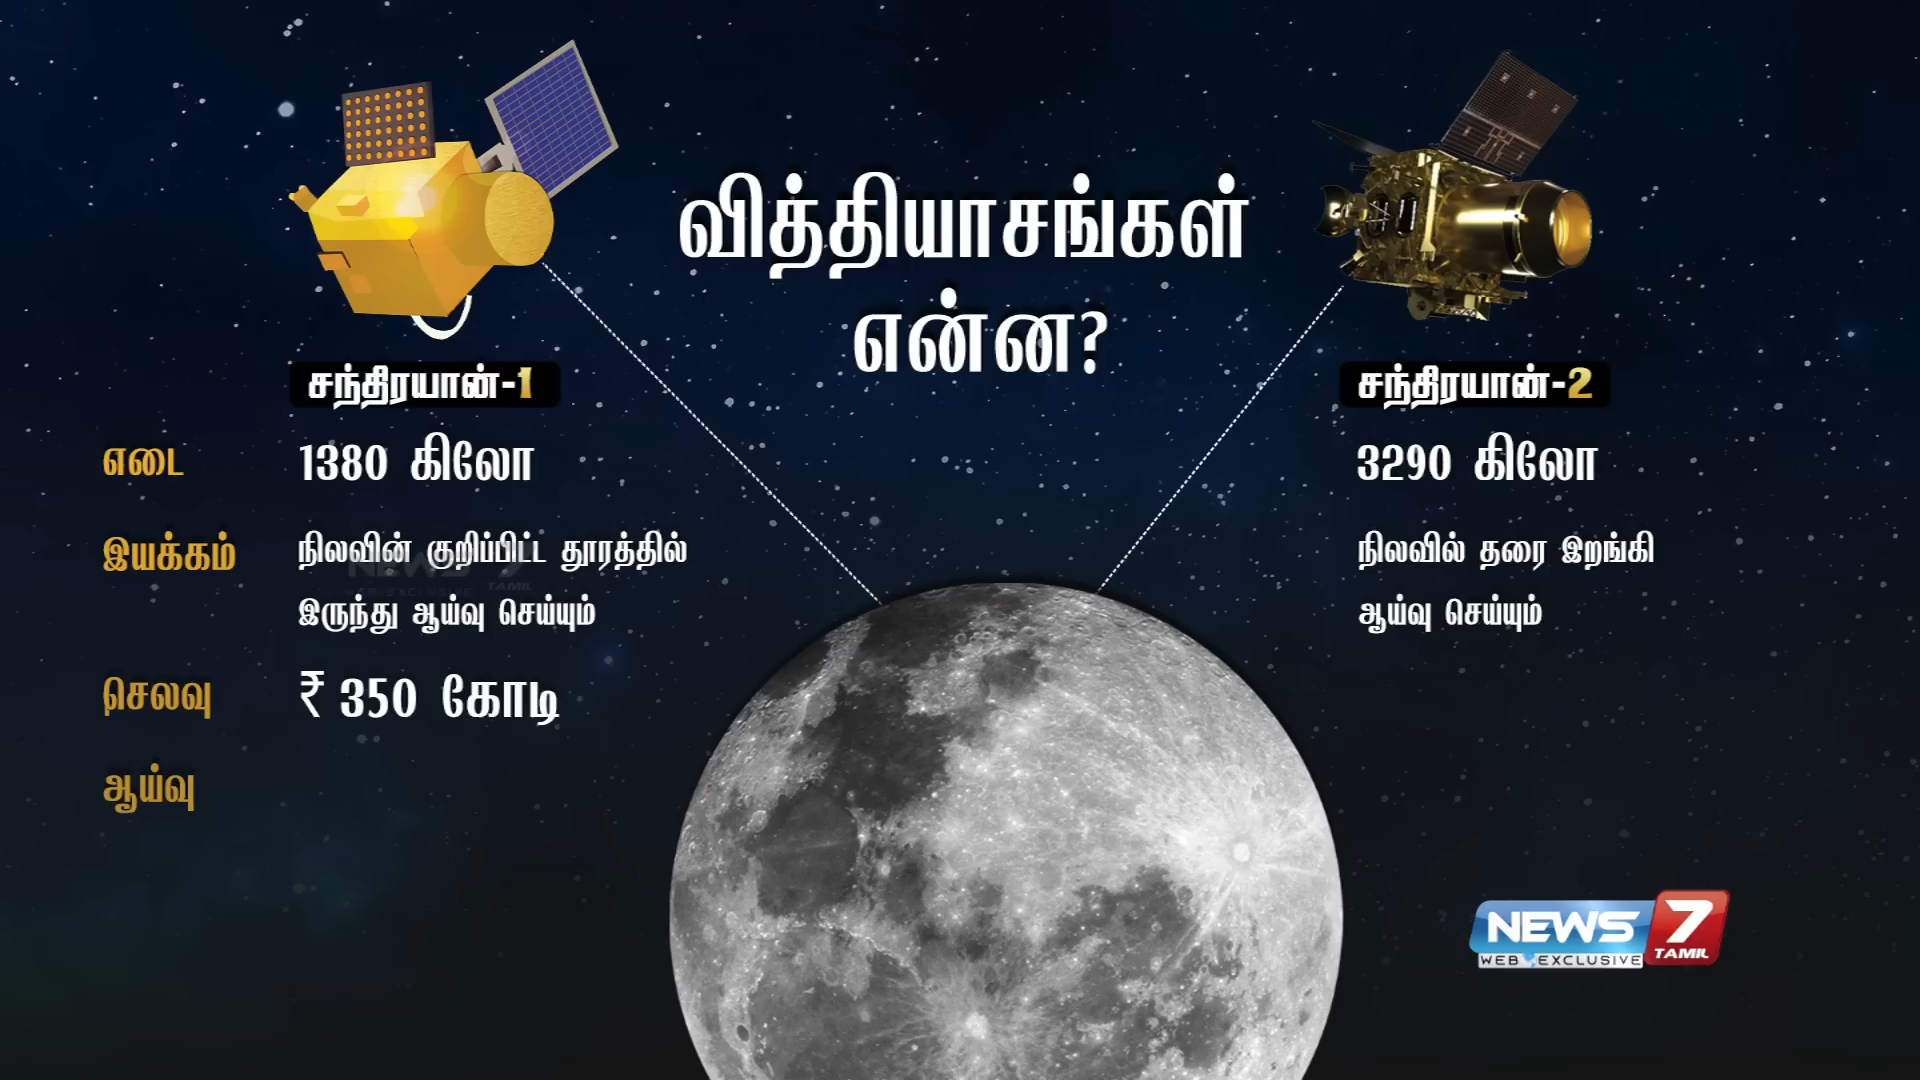 வித்தியாசங்கள்
என்ன?
சந்திரயான்-1
சந்திரயான்-2
எடை
1380 கிலோ
3290 கிலோ
இயக்கம்
நிலவின் குறிப்பிட்ட தூரத்தில்
இருந்து ஆய்வு செய்யும்
நிலவில் தரை இறங்கி
ஆய்வு செய்யும்
செலவு
₹ 350 கோடி
ஆய்வு
NEWS 7
TAMIL
WEB EXCLUSIVE